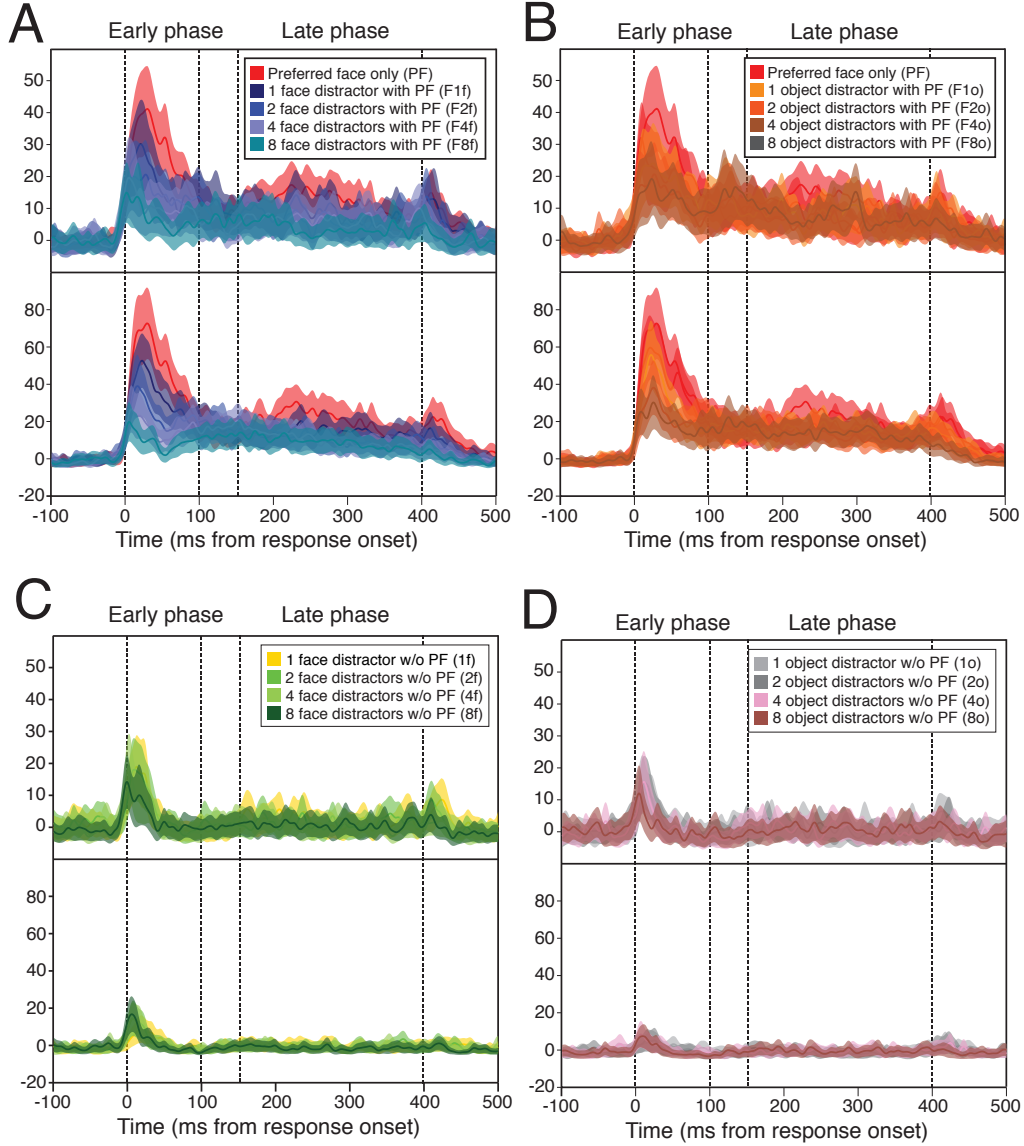 A
Early phase
Late phase
Preferred face only (PF)
1 face distractor with PF (F1f)
2 face distractors with PF (F2f)
4 face distractors with PF (F4f)
8 face distractors with PF (F8f)
50
40
30
20
10
0
80
60
40
20
0
-20
-100
0
100
200
300
400
500
Time (ms from response onset)
B
Early phase
Late phase
Preferred face only (PF)
1 object distractor with PF (F1o)
2 object distractors with PF (F2o)
4 object distractors with PF (F4o)
8 object distractors with PF (F8o)
50
40
30
20
10
0
80
60
40
20
0
-20
-100
0
100
200
300
400
500
Time (ms from response onset)
C
Early phase
Late phase
1 face distractor w/o PF (1f)
2 face distractors w/o PF (2f)
4 face distractors w/o PF (4f)
8 face distractors w/o PF (8f)
50
40
30
20
10
0
80
60
40
20
0
-20
-100
0
100
200
300
400
500
Time (ms from response onset)
D
Early phase
Late phase
1 object distractor w/o PF (1o)
2 object distractors w/o PF (2o)
4 object distractors w/o PF (4o)
8 object distractors w/o PF (8o)
50
40
30
20
10
0
80
60
40
20
0
-20
-100
0
100
200
300
400
500
Time (ms from response onset)